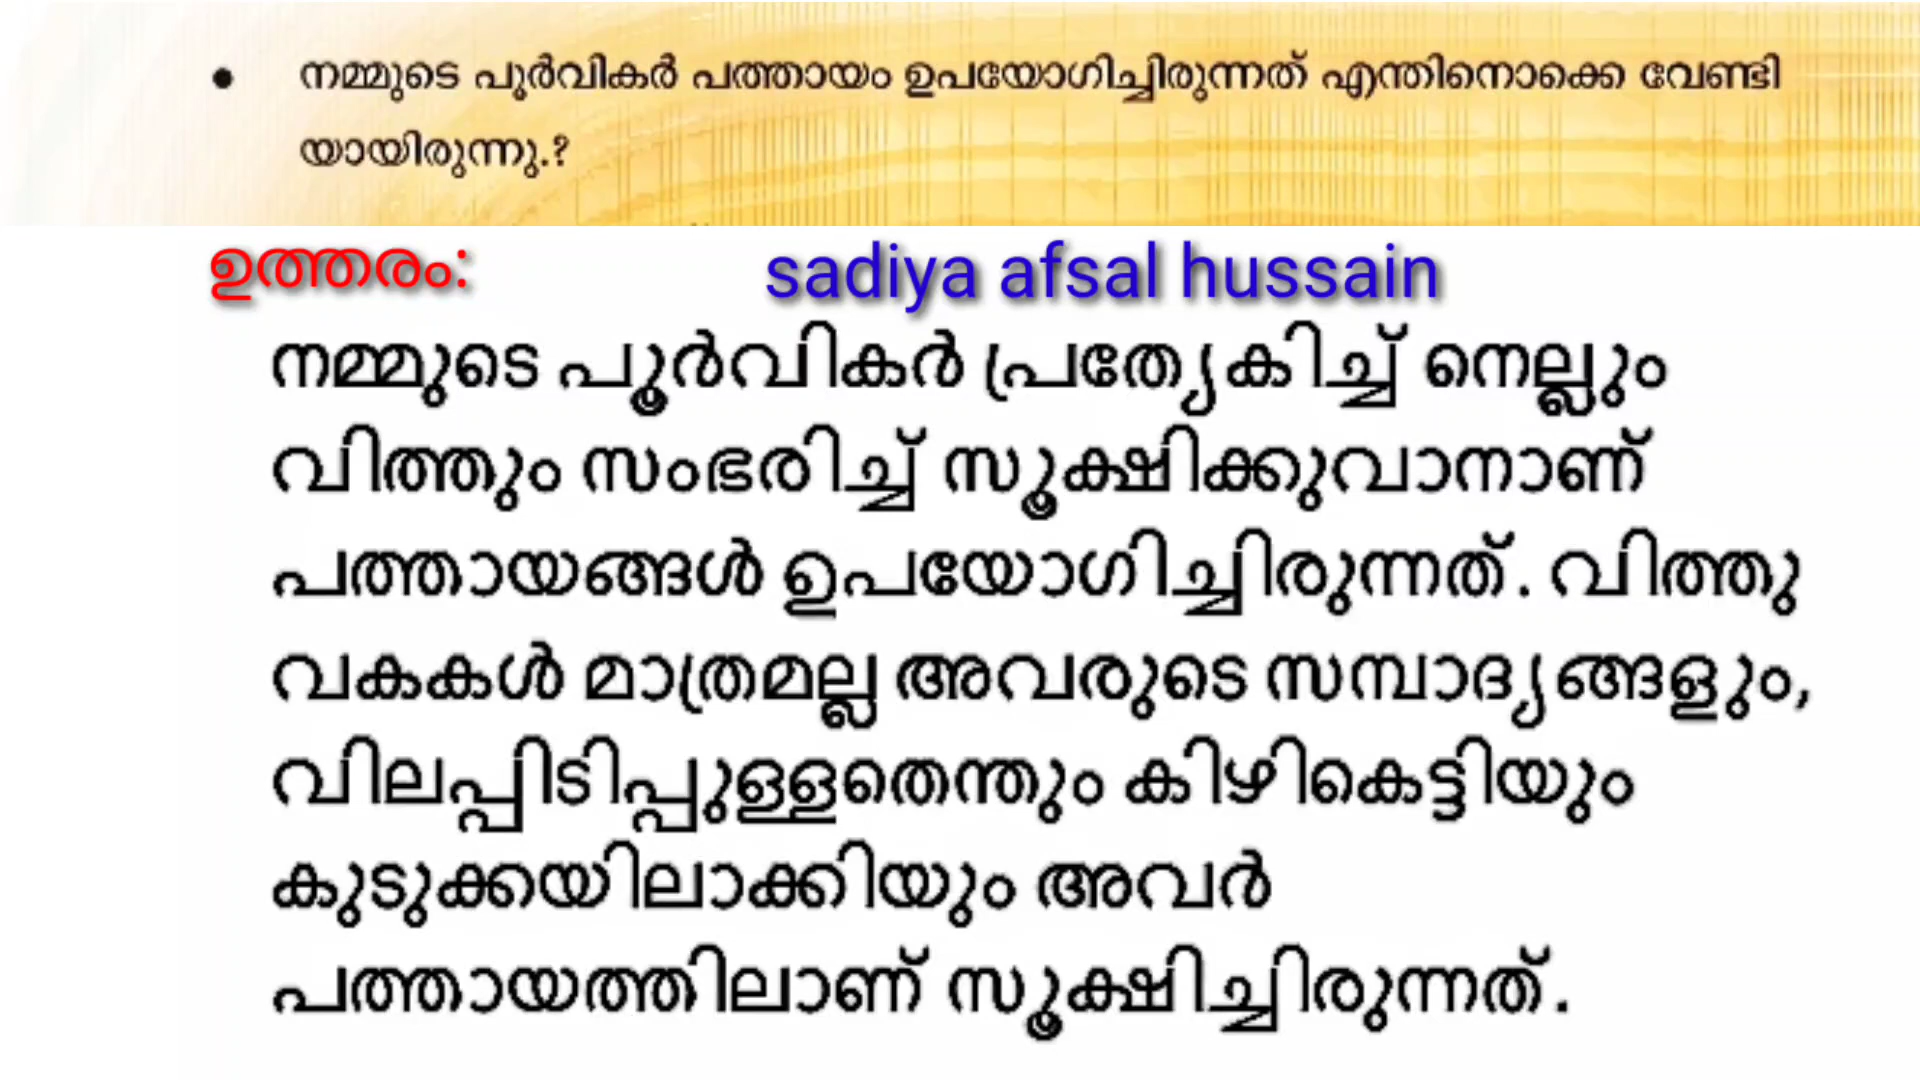 • നമ്മുടെ പൂർവികർ പത്തായം ഉപയോഗിച്ചിരുന്നത് എന്തിനൊക്കെ വേണ്ടി
യായിരുന്നു.?
ഉത്തരം: sadiya afsal hussain
നമ്മുടെ പൂർവികർ പ്രത്യേകിച്ച് നെല്ലും
വിത്തും സംഭരിച്ച് സൂക്ഷിക്കുവാനാണ്
പത്തായങ്ങൾ ഉപയോഗിച്ചിരുന്നത്. വിത്തു
വകകൾ മാത്രമല്ല അവരുടെ സമ്പാദ്യങ്ങളും,
വിലപ്പിടിപ്പുള്ളതെന്തും കിഴികെട്ടിയും
കുടുക്കയിലാക്കിയും അവർ
പത്തായത്തിലാണ് സൂക്ഷിച്ചിരുന്നത്.